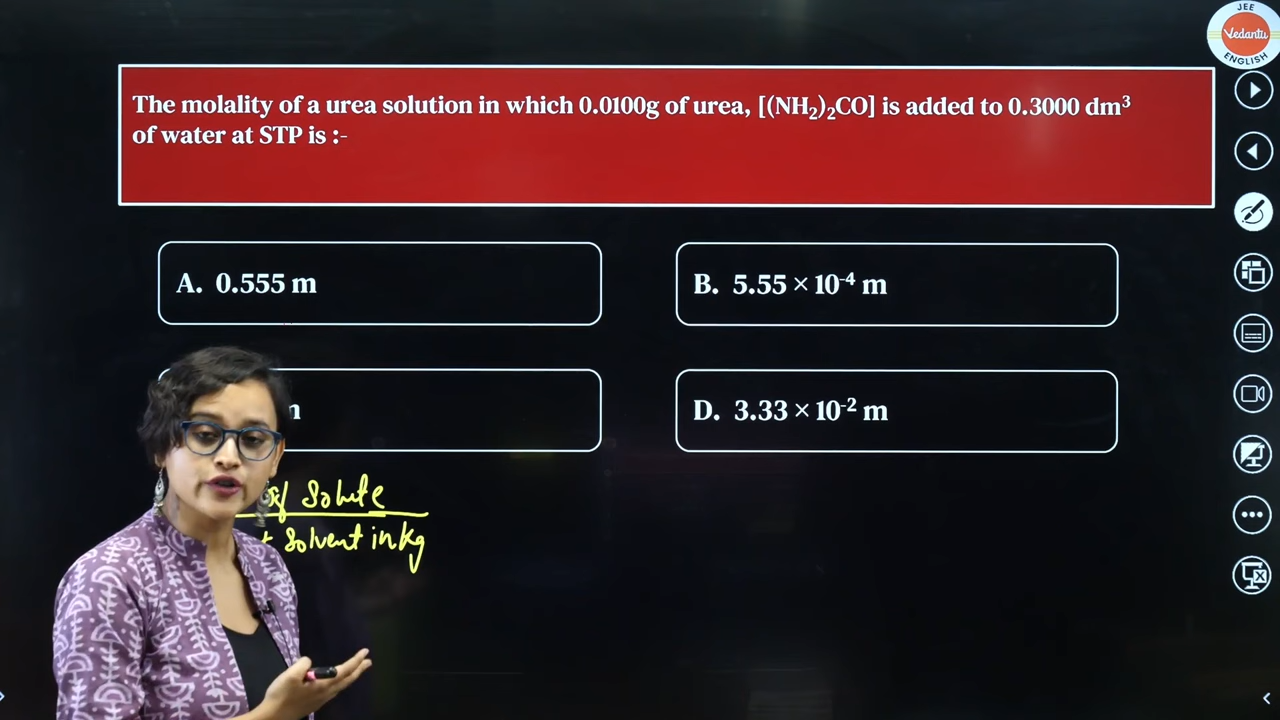 JEE
Vedantu
ENGLISH
The molality of a urea solution in which 0.0100g of urea, [(NH₂)₂CO] is added to 0.3000 dm³
of water at STP is :-
A. 0.555 m
B. 5.55 × 10⁻⁴ m
D. 3.33 × 10⁻² m
of Solute
Solvent in kg